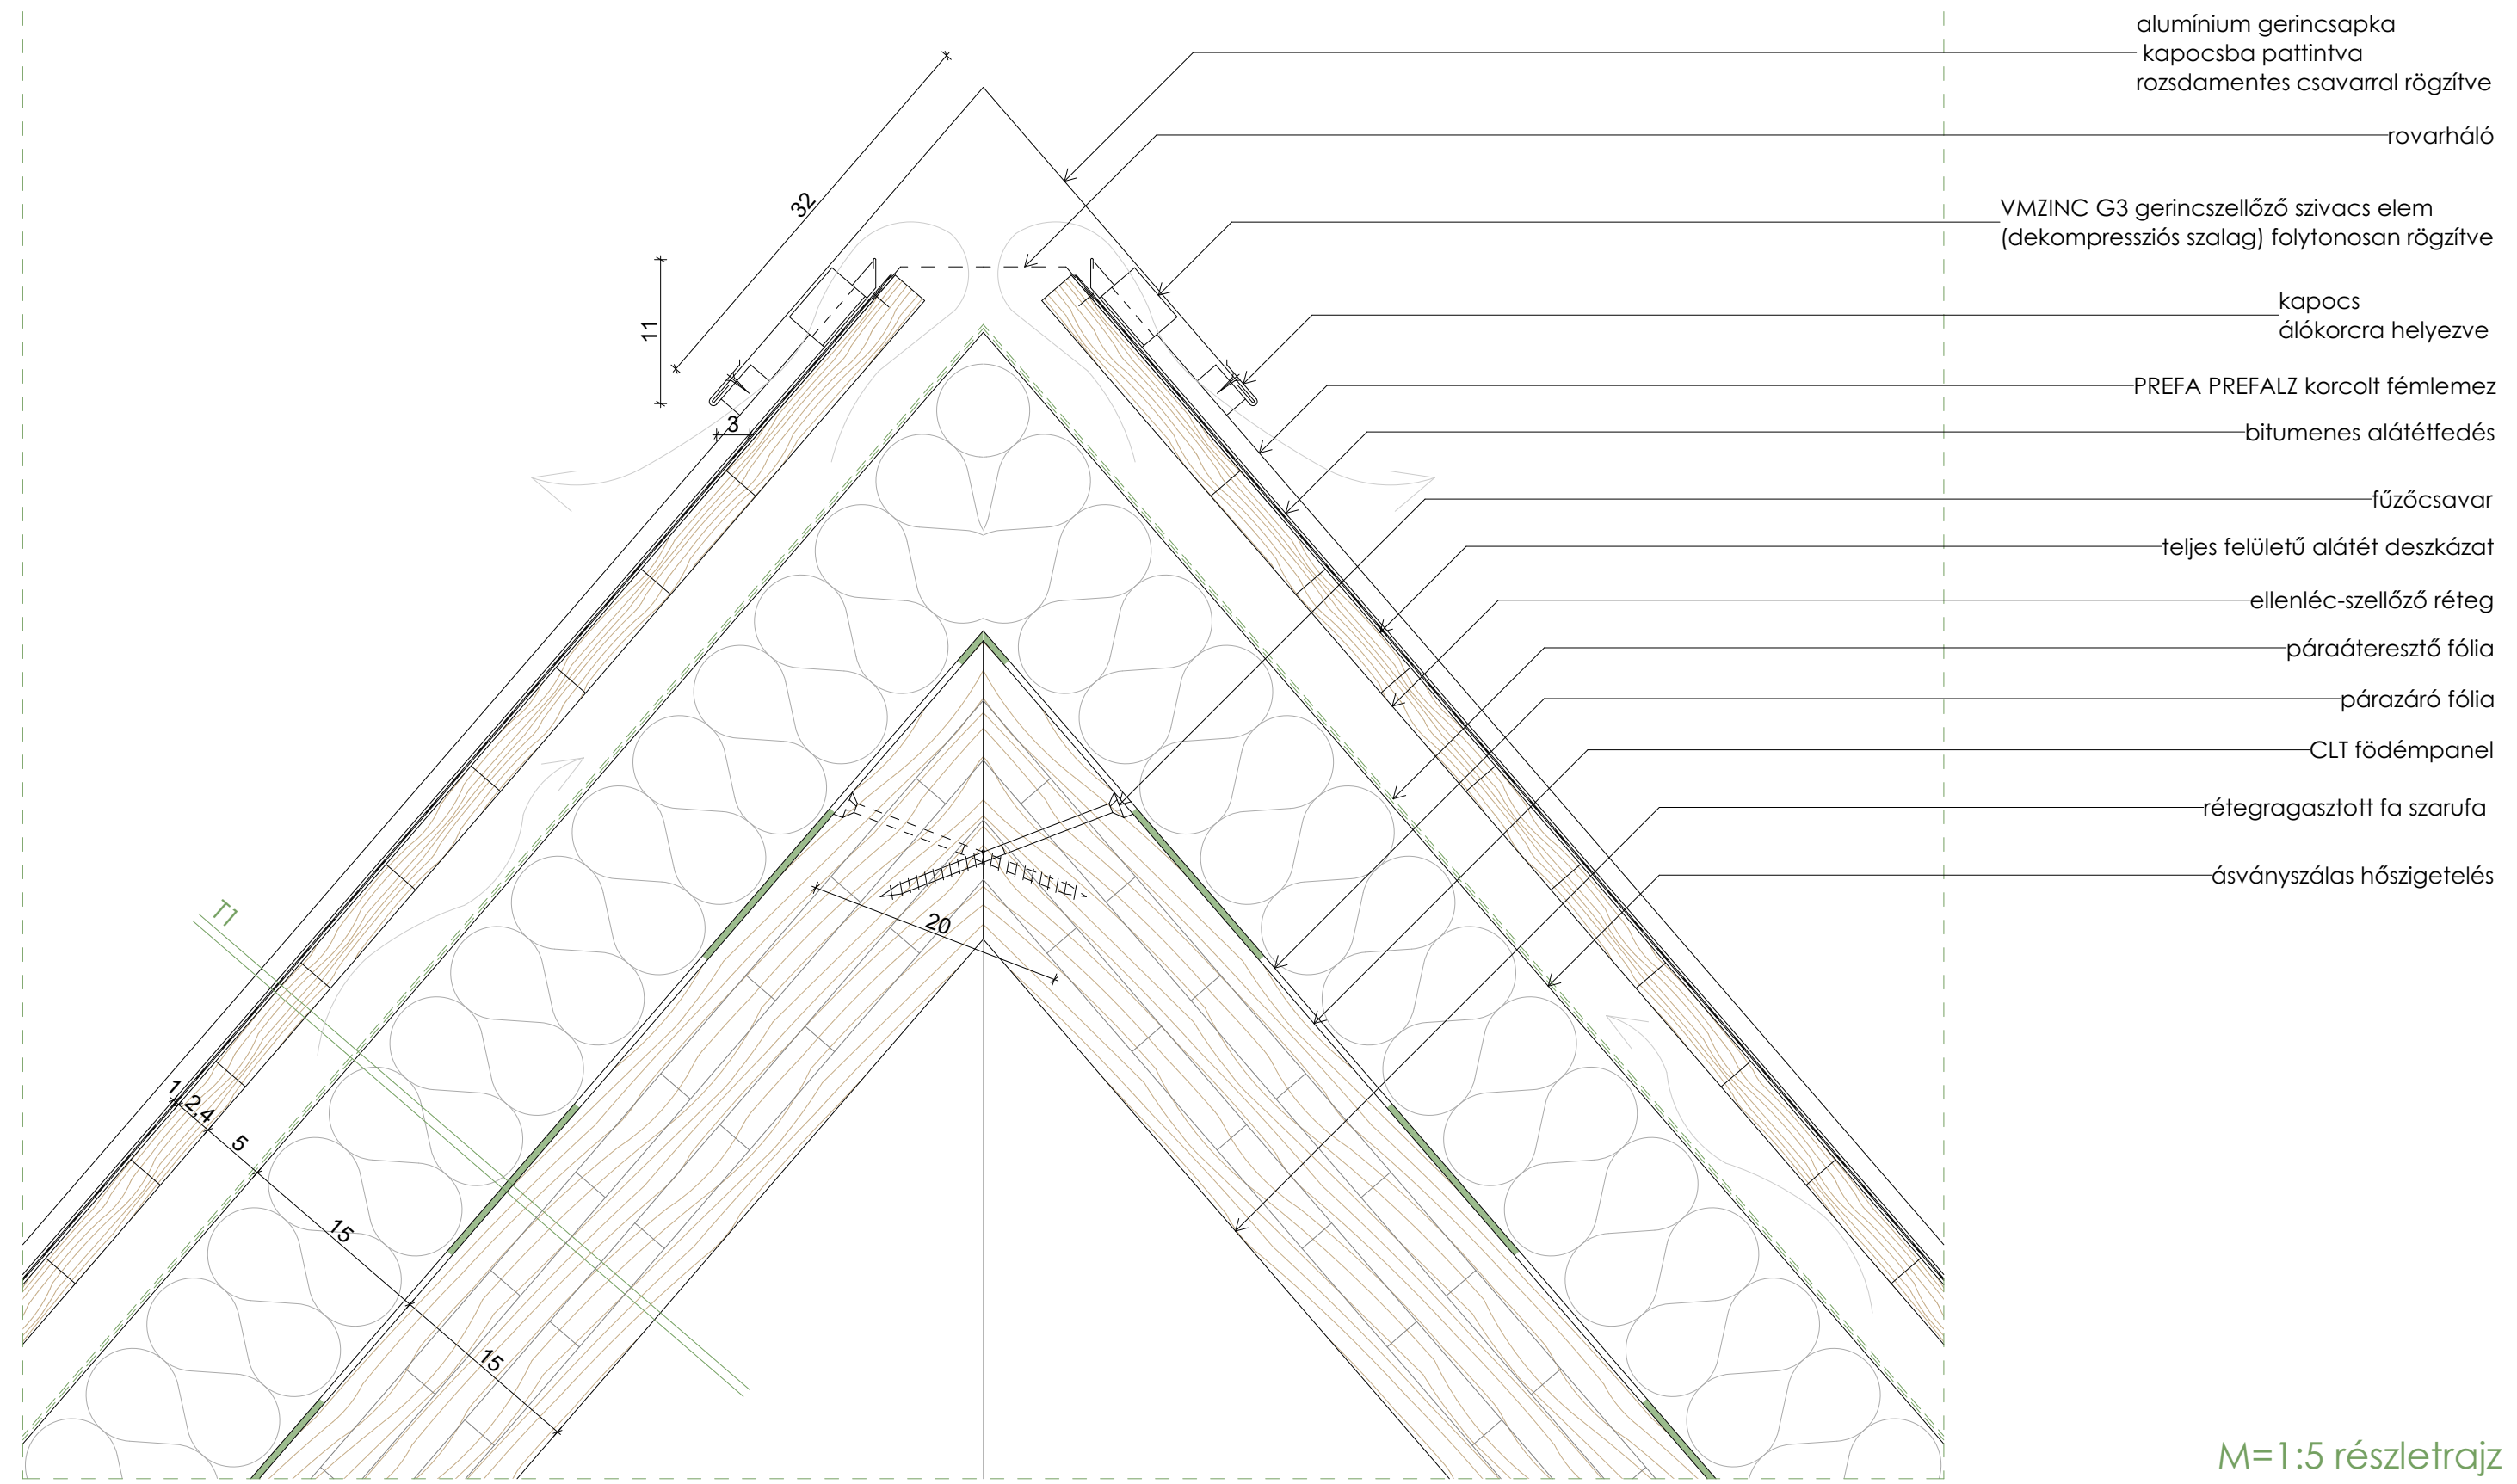 alumínium gerincsapka
kapocsba pattintva
rozsdamentes csavarral rögzítve
rovarháló
VMZINC G3 gerincszellőző szivacs elem
(dekompressziós szalag) folytonosan rögzítve
kapocs
álókorcra helyezve
PREFA PREFALZ korcolt fémlemez
bitumenes alátétfedés
fűzőcsavar
teljes felületű alátét deszkázat
ellenléc-szellőző réteg
páraáteresztő fólia
párazáró fólia
CLT födémpanel
rétegragasztott fa szarufa
ásványszálas hőszigetelés
32
11
3
20
T1
1
2,4
5
15
15
M=1:5 részletrajz